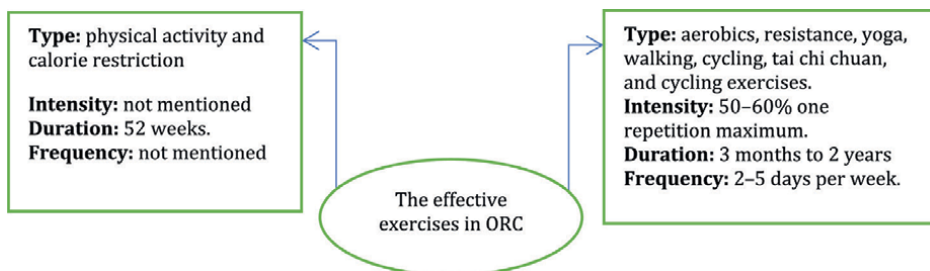 Type: physical activity and
calorie restriction
Intensity: not mentioned
Duration: 52 weeks.
Frequency: not mentioned
Type: aerobics, resistance, yoga,
walking, cycling, tai chi chuan,
and cycling exercises.
Intensity: 50–60% one
repetition maximum.
Duration: 3 months to 2 years
Frequency: 2–5 days per week.
The effective
exercises in ORC